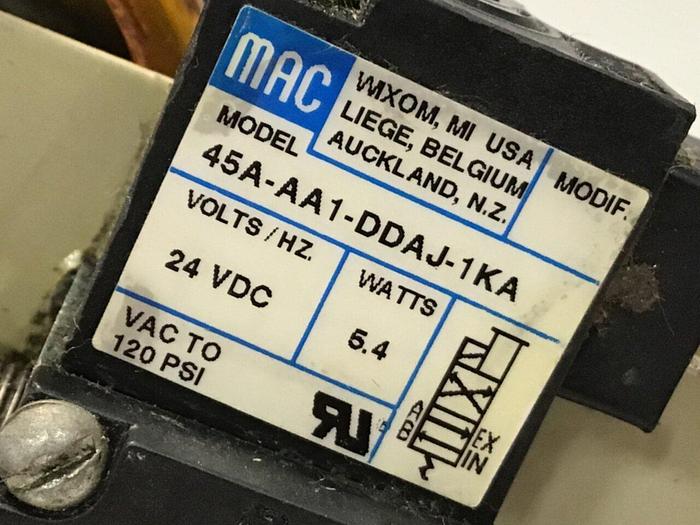 MAC
WIXOM, MI USA
LIEGE, BELGIUM
AUCKLAND, N.Z.
MODIF.
MODEL
45A-AA1-DDAJ-1KA
VOLTS/HZ.
24 VDC
WATTS
5.4
VAC TO
120 PSI
RU
A
B
EX
IN